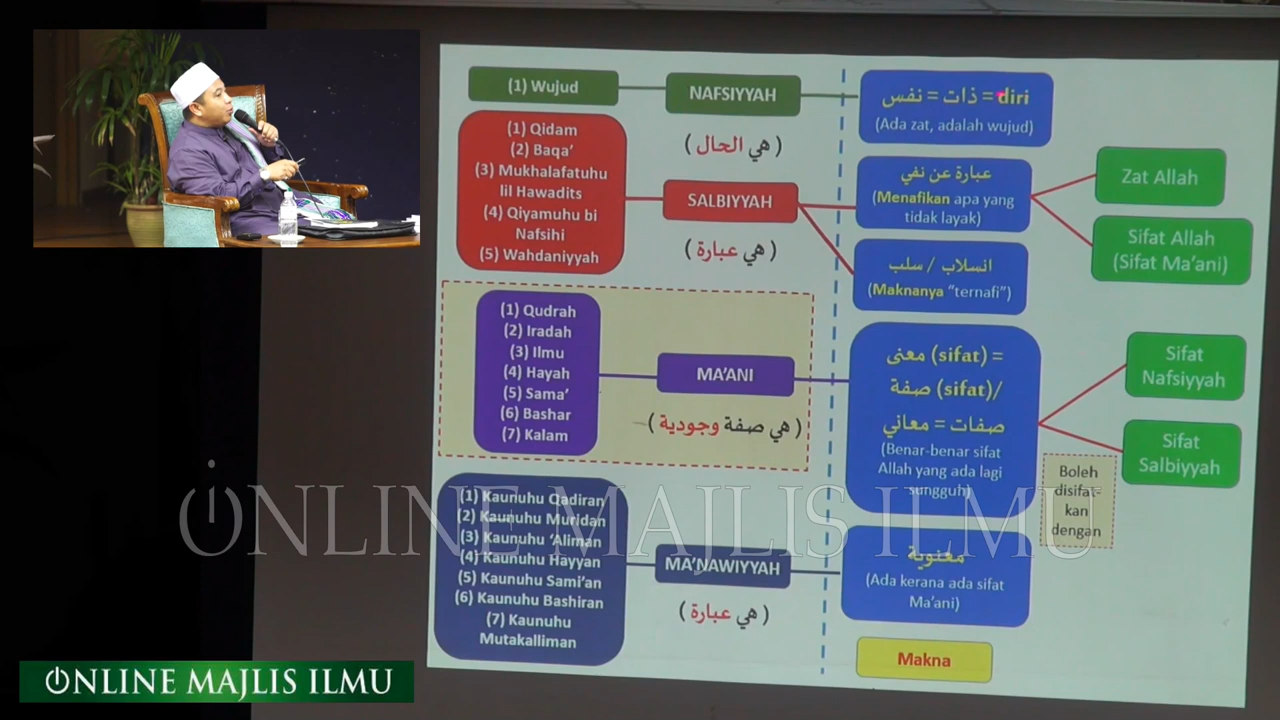 (1) Wujud
NAFSIYYAH
( هي الحال )
نفس = ذات = diri
(Ada zat, adalah wujud)
(1) Qidam
(2) Baqa’
(3) Mukhalafatuhu
lil Hawadits
(4) Qiyamuhu bi
Nafsihi
(5) Wahdaniyyah
SALBIYYAH
( هي عبارة )
عبارة عن نفي
(Menafikan apa yang
tidak layak)
Zat Allah
Sifat Allah
(Sifat Ma’ani)
انسلاب / سلب
(Maknanya “ternafi”)
(1) Qudrah
(2) Iradah
(3) Ilmu
(4) Hayah
(5) Sama’
(6) Bashar
(7) Kalam
MA’ANI
( هي صفة وجودية )
معنى (sifat) =
صفة (sifat)/
صفات = معاني
(Benar-benar sifat
Allah yang ada lagi
sungguh)
Sifat
Nafsiyyah
Sifat
Salbiyyah
Boleh
disifat-
kan
dengan
(1) Kaunuhu Qadiran
(2) Kaunuhu Muridan
(3) Kaunuhu ‘Aliman
(4) Kaunuhu Hayyan
(5) Kaunuhu Sami’an
(6) Kaunuhu Bashiran
(7) Kaunuhu
Mutakalliman
MA’NAWIYYAH
( هي عبارة )
معنوية
(Ada kerana ada sifat
Ma’ani)
Makna
ONLINE MAJLIS ILMU
ONLINE MAJLIS ILMU